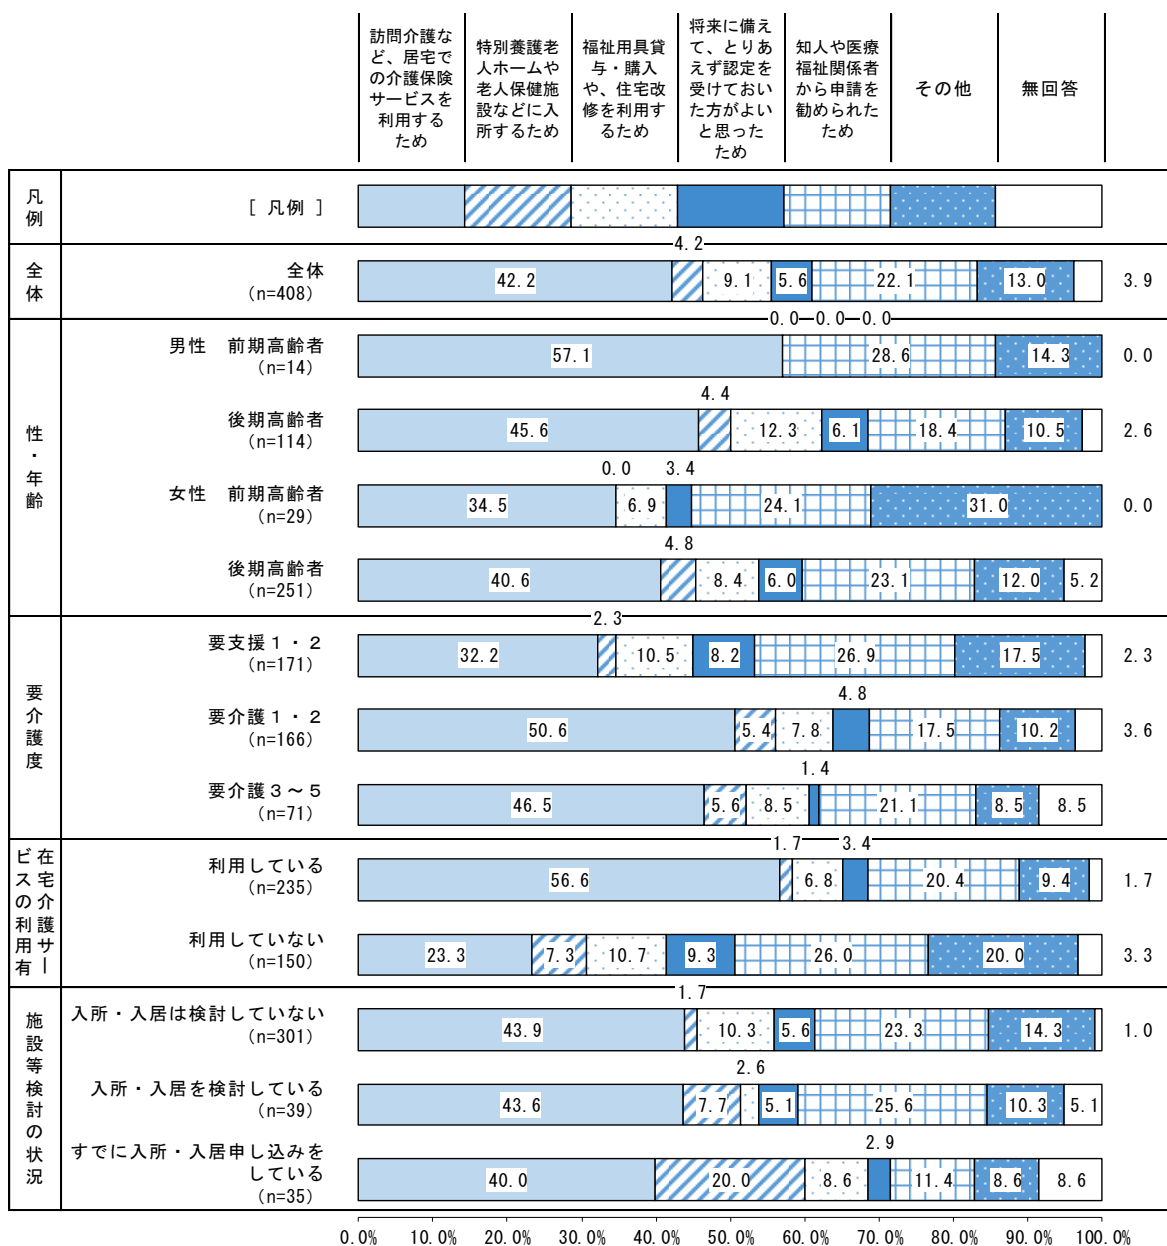 訪問介護な
ど、居宅で
の介護保険
サービスを
利用する
ため
特別養護老
人ホームや
老人保健施
設などに入
所するため
福祉用具貸
与・購入
や、住宅改
修を利用す
るため
将来に備え
て、とりあ
えず認定を
受けておい
た方がよい
と思った
ため
知人や医療
福祉関係者
から申請を
勧められた
ため
その他
無回答
凡例
[ 凡例 ]
全体
全体
(n=408)
42.2
4.2
9.1
5.6
22.1
13.0
3.9
性・年齢
男性 前期高齢者
(n=14)
57.1
0.0
0.0
0.0
28.6
14.3
0.0
後期高齢者
(n=114)
45.6
4.4
12.3
6.1
18.4
10.5
2.6
女性 前期高齢者
(n=29)
34.5
0.0
6.9
3.4
24.1
31.0
0.0
後期高齢者
(n=251)
40.6
4.8
8.4
6.0
23.1
12.0
5.2
要介護度
要支援1・2
(n=171)
32.2
2.3
10.5
8.2
26.9
17.5
2.3
要介護1・2
(n=166)
50.6
5.4
7.8
4.8
17.5
10.2
3.6
要介護3~5
(n=71)
46.5
5.6
8.5
1.4
21.1
8.5
8.5
在宅介護サー
ビスの利用有
利用している
(n=235)
56.6
1.7
6.8
3.4
20.4
9.4
1.7
利用していない
(n=150)
23.3
7.3
10.7
9.3
26.0
20.0
3.3
施設等検討の状況
入所・入居は検討していない
(n=301)
43.9
1.7
10.3
5.6
23.3
14.3
1.0
入所・入居を検討している
(n=39)
43.6
7.7
2.6
5.1
25.6
10.3
5.1
すでに入所・入居申し込みを
している
(n=35)
40.0
20.0
8.6
2.9
11.4
8.6
8.6
0.0% 10.0% 20.0% 30.0% 40.0% 50.0% 60.0% 70.0% 80.0% 90.0% 100.0%